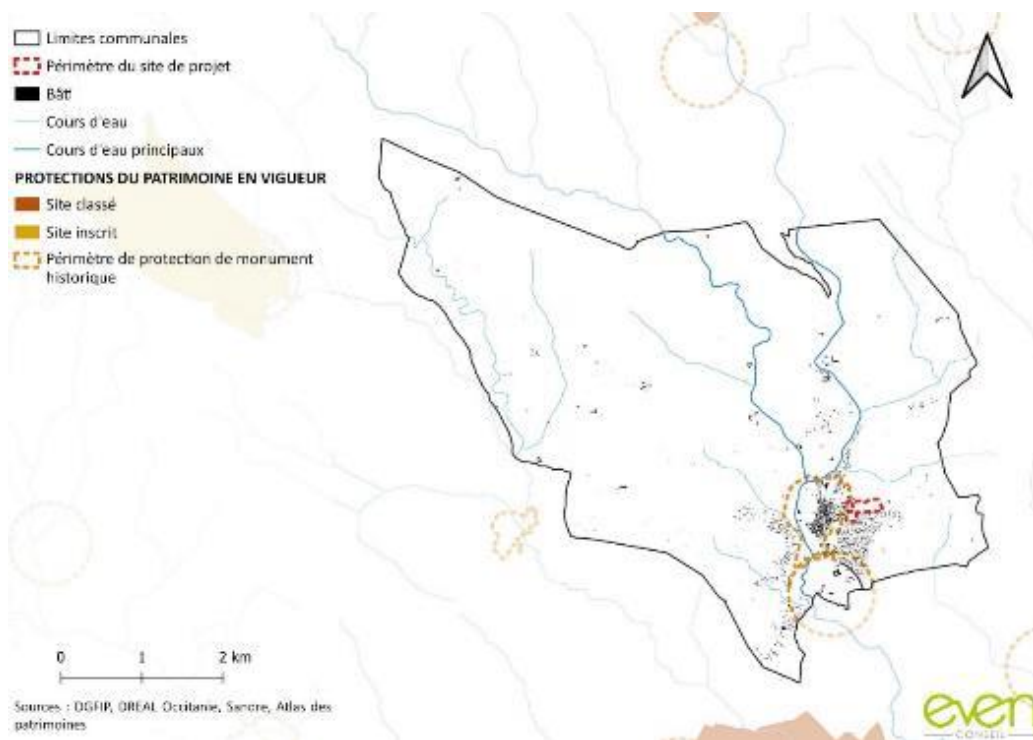 Limites communales
Périmètre du site de projet
Bâti
Cours d'eau
Cours d'eau principaux
PROTECTIONS DU PATRIMOINE EN VIGUEUR
Site classé
Site inscrit
Périmètre de protection de monument
historique
0 1 2 km
Sources : DGFIP, DREAL Occitanie, Sandre, Atlas des
patrimoines
even
CONSEIL